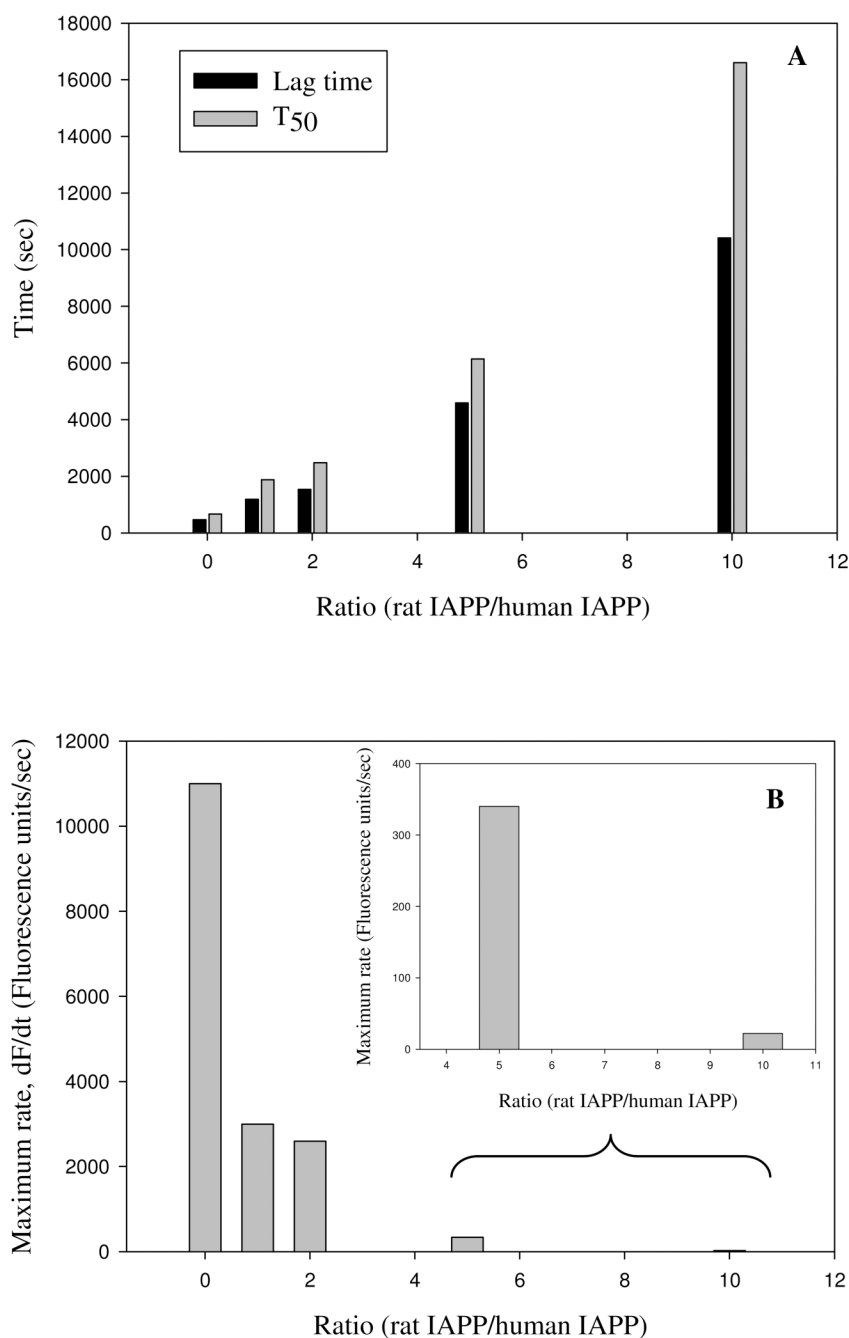 A
Lag time
T50
18000
16000
14000
12000
10000
8000
6000
4000
2000
0
Time (sec)
0 2 4 6 8 10 12
Ratio (rat IAPP/human IAPP)
12000
10000
8000
6000
4000
2000
0
Maximum rate, dF/dt (Fluorescence units/sec)
B
400
300
200
100
0
Maximum rate (Fluorescence units/sec)
4 5 6 7 8 9 10 11
Ratio (rat IAPP/human IAPP)
0 2 4 6 8 10 12
Ratio (rat IAPP/human IAPP)